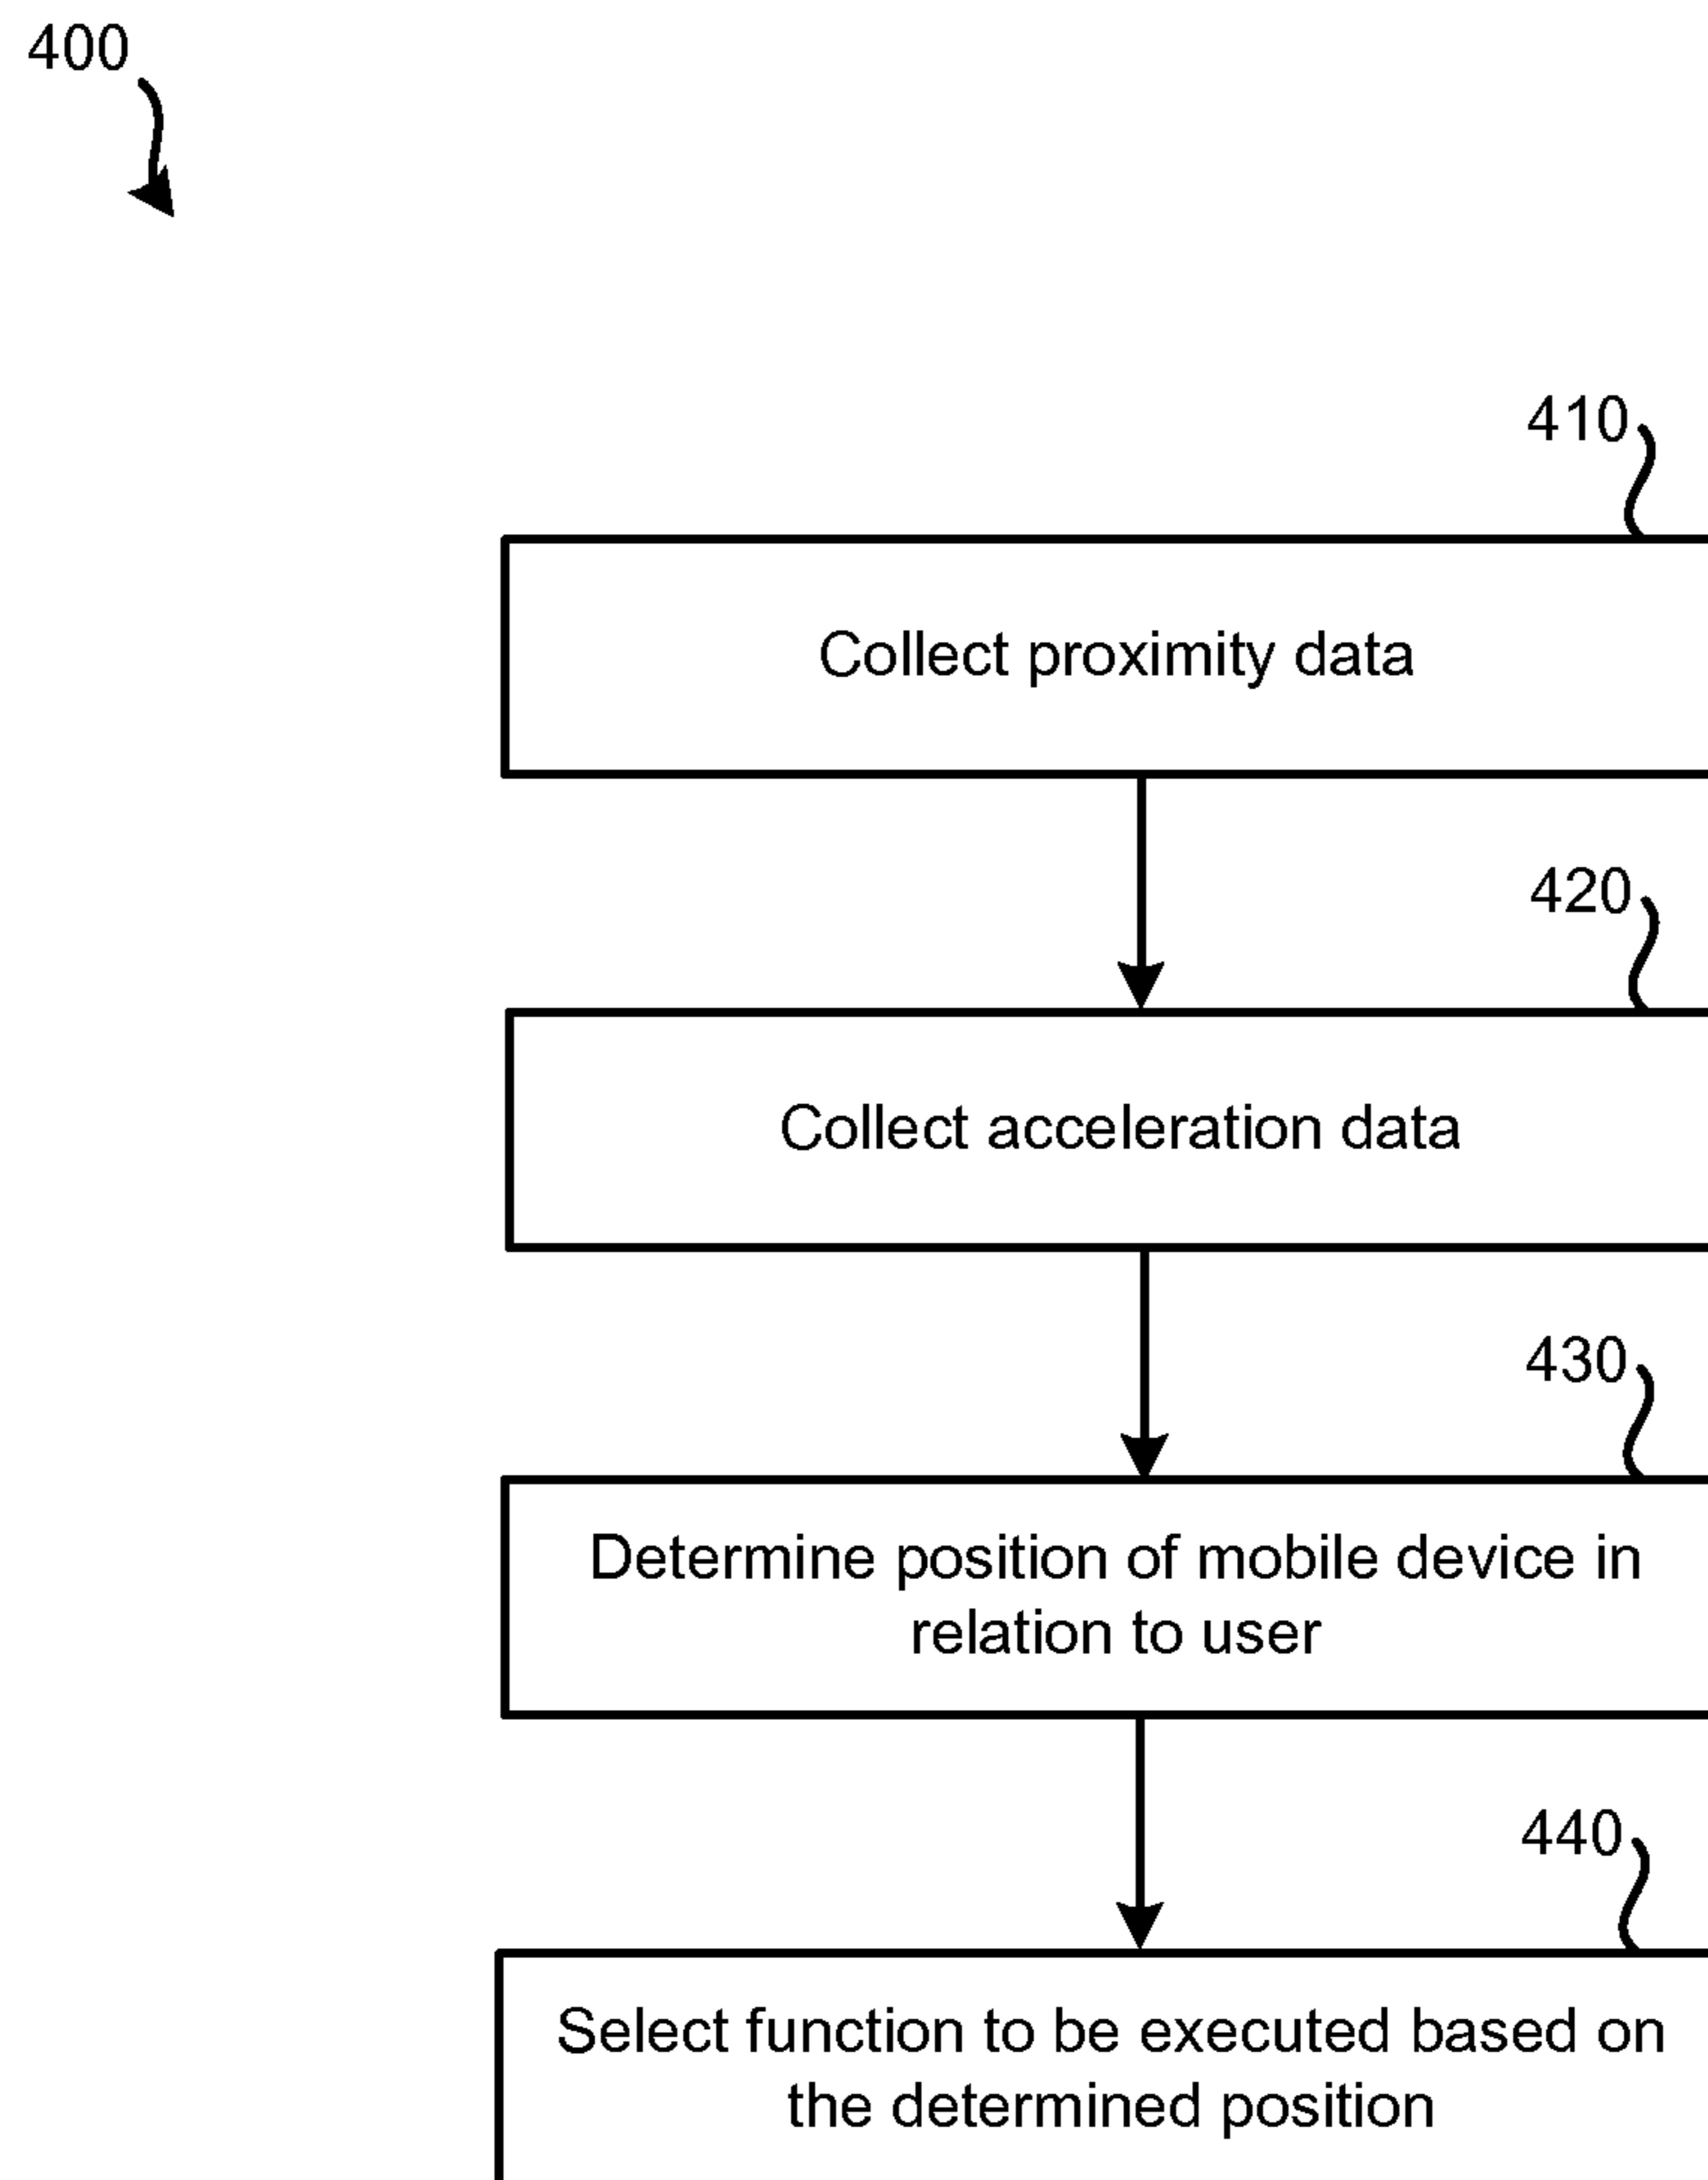 400
410
Collect proximity data
420
Collect acceleration data
430
Determine position of mobile device in
relation to user
440
Select function to be executed based on
the determined position